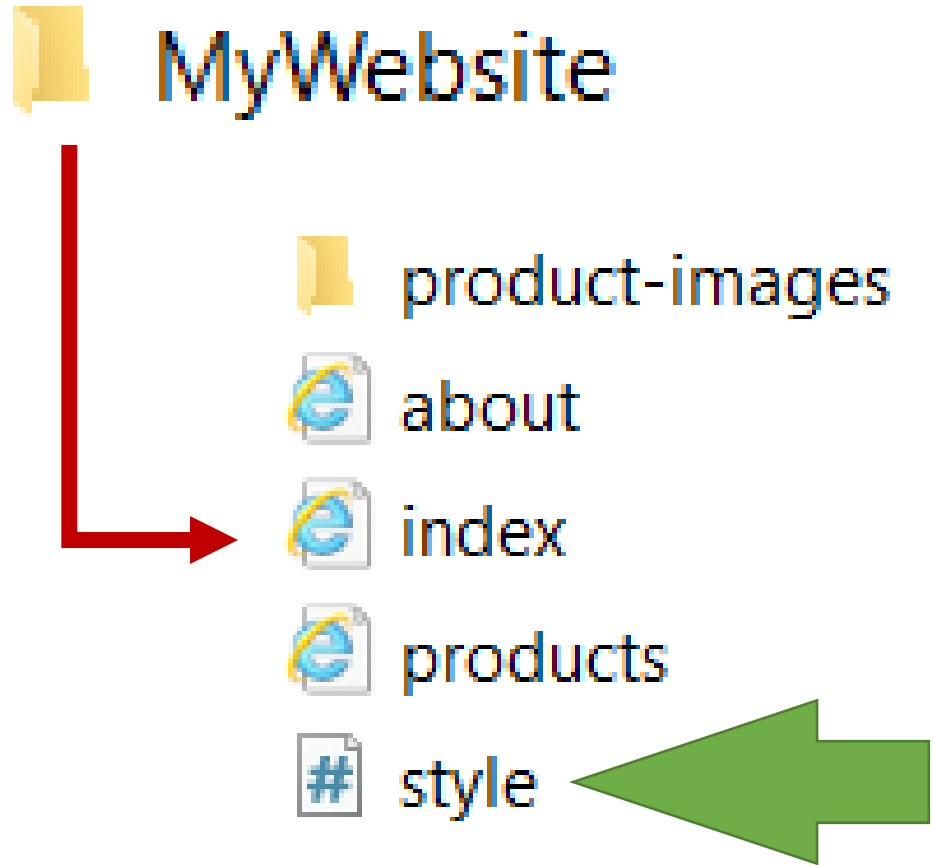 MyWebsite
product-images
about
index
products
# style